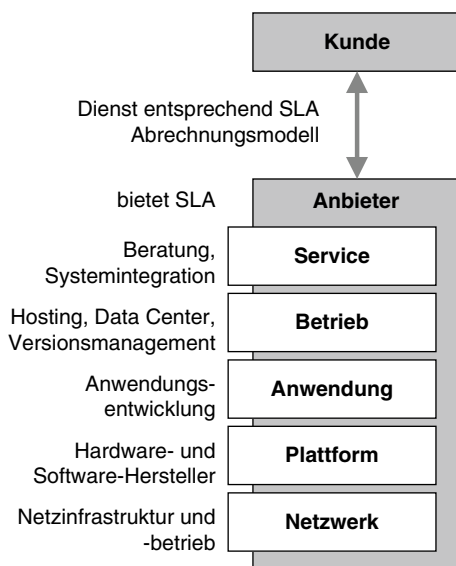 Kunde
Dienst entsprechend SLA
Abrechnungsmodell
bietet SLA
Anbieter
Beratung,
Systemintegration
Service
Hosting, Data Center,
Versionsmanagement
Betrieb
Anwendungs-
entwicklung
Anwendung
Hardware- und
Software-Hersteller
Plattform
Netzinfrastruktur und
-betrieb
Netzwerk